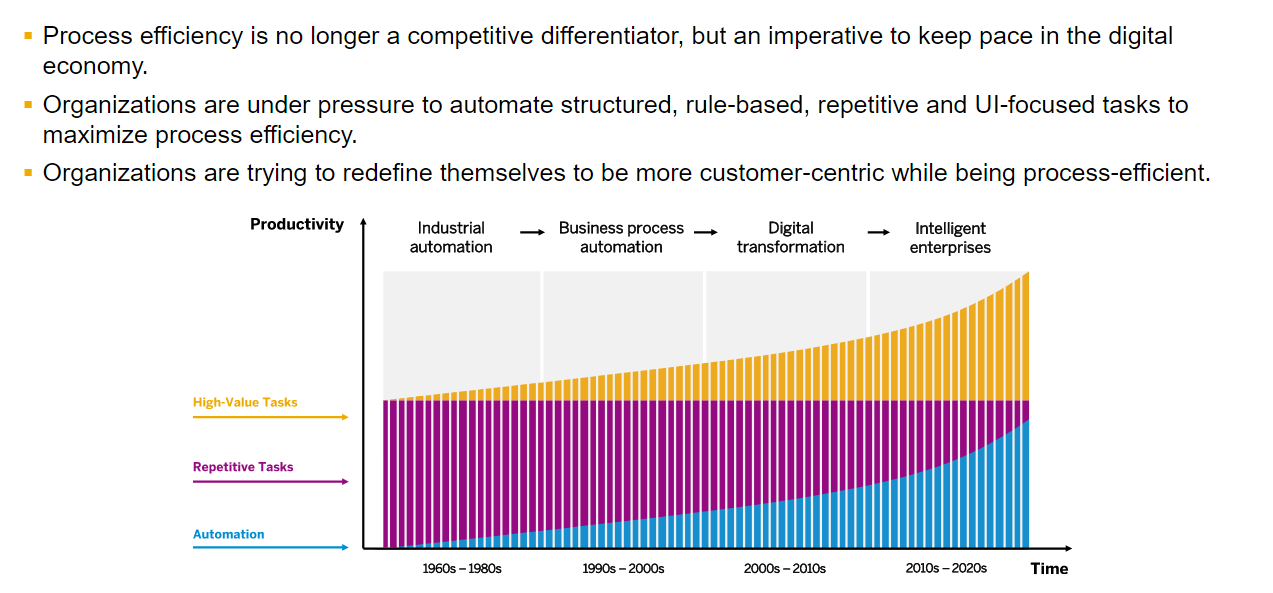 Process efficiency is no longer a competitive differentiator, but an imperative to keep pace in the digital
economy.
Organizations are under pressure to automate structured, rule-based, repetitive and UI-focused tasks to
maximize process efficiency.
Organizations are trying to redefine themselves to be more customer-centric while being process-efficient.
Productivity
Industrial
automation
Business process
automation
Digital
transformation
Intelligent
enterprises
High-Value Tasks
Repetitive Tasks
Automation
1960s – 1980s
1990s – 2000s
2000s – 2010s
2010s – 2020s
Time